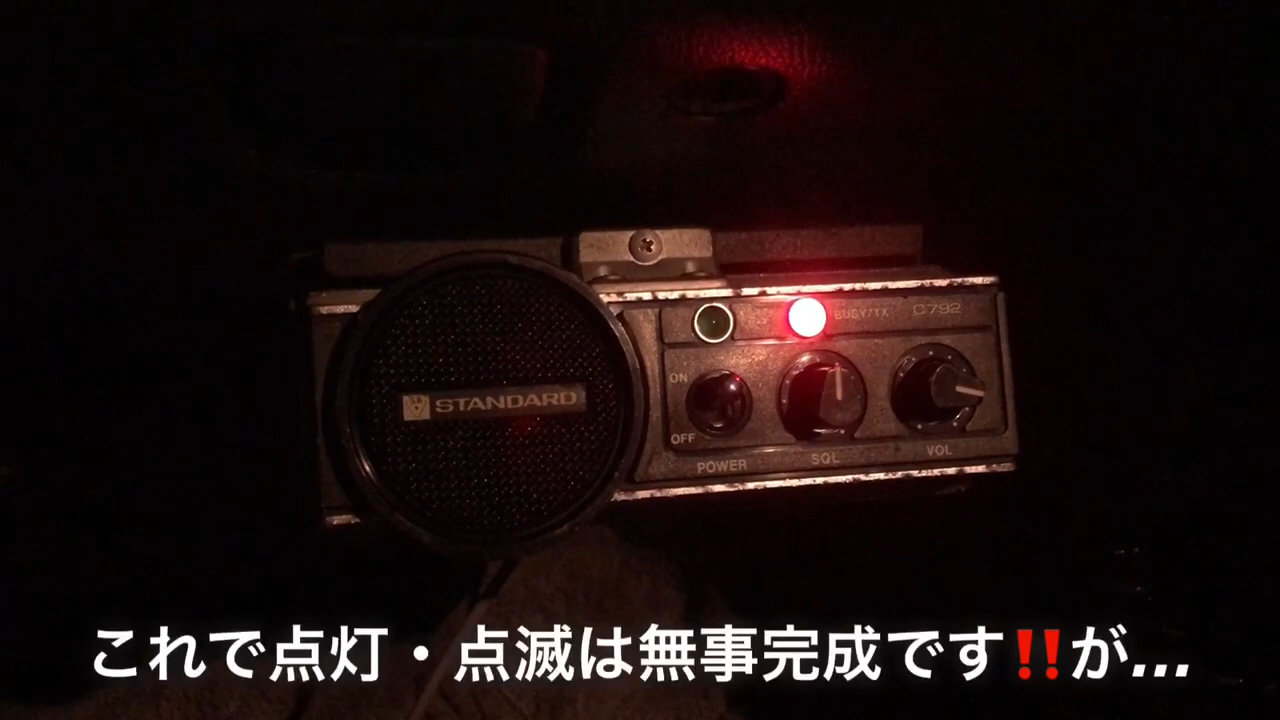 BUSY/TX C792
STANDARD
ON
OFF
POWER SQL VOL
これで点灯・点滅は無事完成です‼️が...